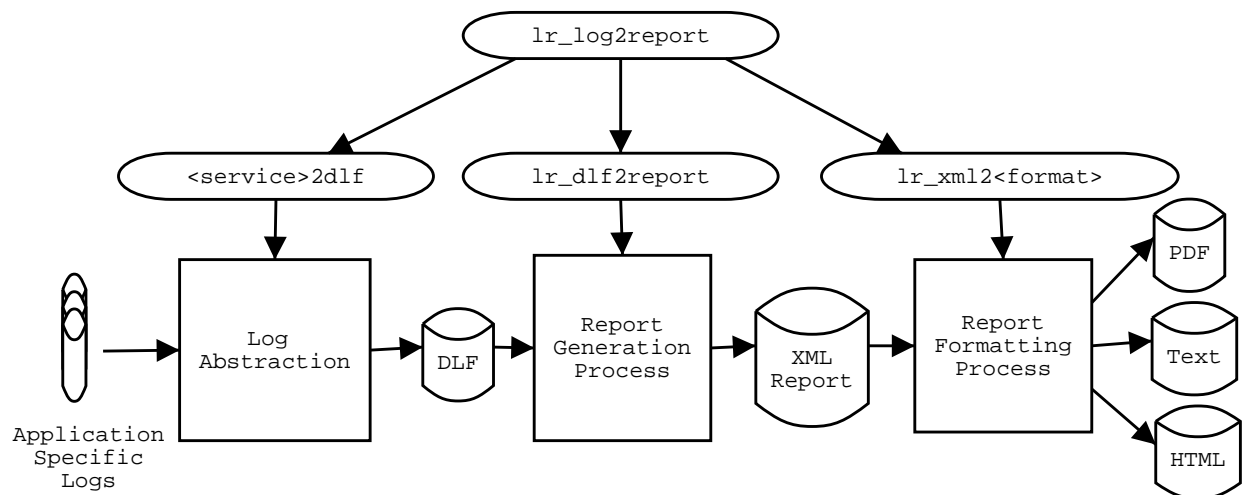 lr_log2report
<service>2dlf
lr_dlf2report
lr_xml2<format>
Application
Specific
Logs
Log
Abstraction
DLF
Report
Generation
Process
XML
Report
Report
Formatting
Process
PDF
Text
HTML